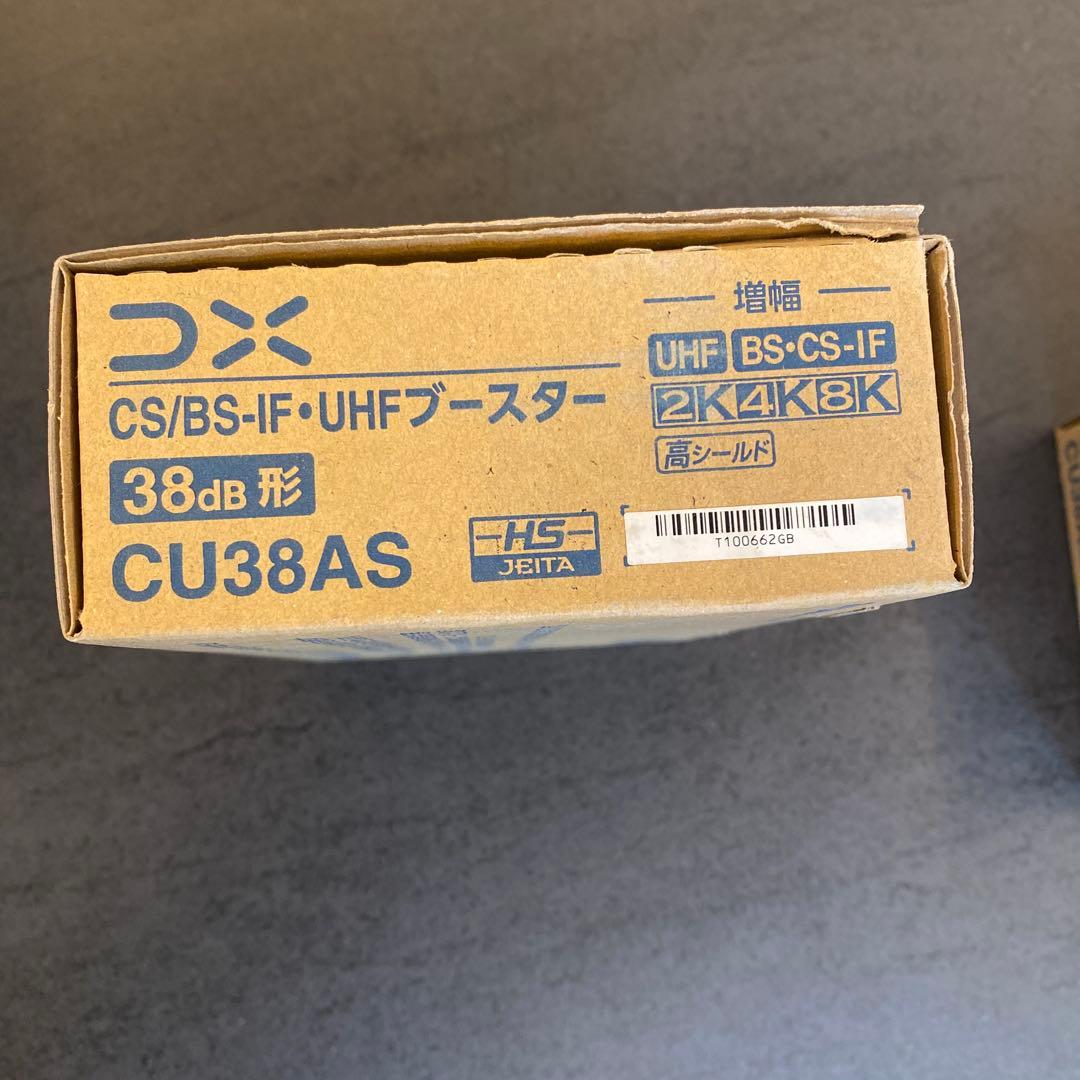 DX
CS/BS-IF・UHFブースター
38dB形
CU38AS
増幅
UHF BS・CS-IF
2K4K8K
高シールド
HS
JEITA
T100662GB